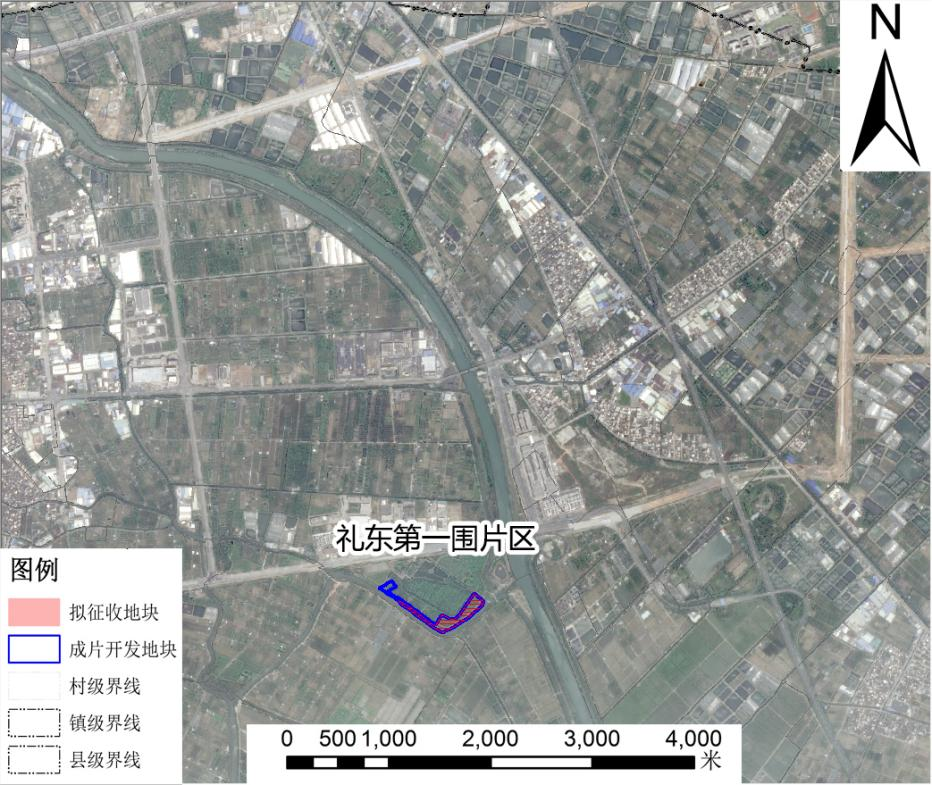 N
礼东第一围片区
图例
拟征收地块
成片开发地块
村级界线
镇级界线
县级界线
0 500 1,000 2,000 3,000 4,000
米